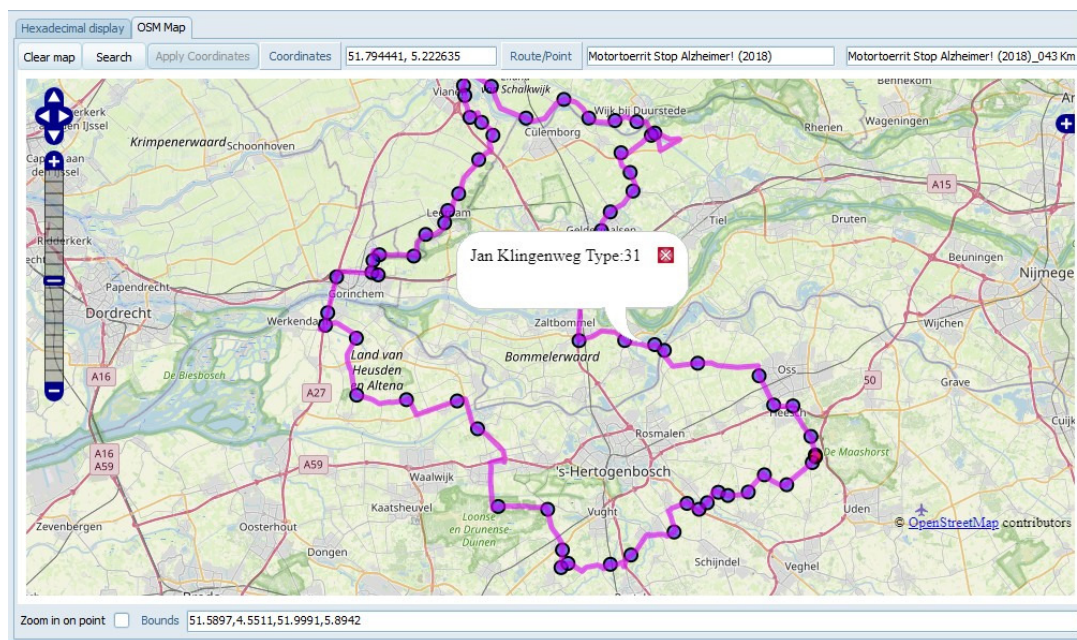 Hexadecimal display OSM Map
Clear map Search Apply Coordinates Coordinates 51.794441, 5.222635 Route/Point Motortoerrit Stop Alzheimer! (2018) Motortoerrit Stop Alzheimer! (2018)_043 Km
Schalkwijk
Wijk bij Duurstede
Bennekom
Wageningen
Rhenen
Krimpenerwaard
Schoonhoven
Culemborg
A15
Tiel
Druten
Beuningen
Jan Klingenweg Type:31
Papendrecht
Gorinchem
Dordrecht
Zaltbommel
Wijchen
Bommelerwaard
Land van
Heusden
en Altena
De Biesbosch
A16
A27
Oss
50
Grave
Heesch
Rosmalen
A16
A59
A59
's-Hertogenbosch
De Maashorst
Waalwijk
Kaatsheuvel
Loonse
en Drunense
Duinen
Vught
Uden
Zevenbergen
Oosterhout
© OpenStreetMap contributors
Dongen
Schijndel
Veghel
Zoom in on point Bounds 51.5897,4.5511,51.9991,5.8942